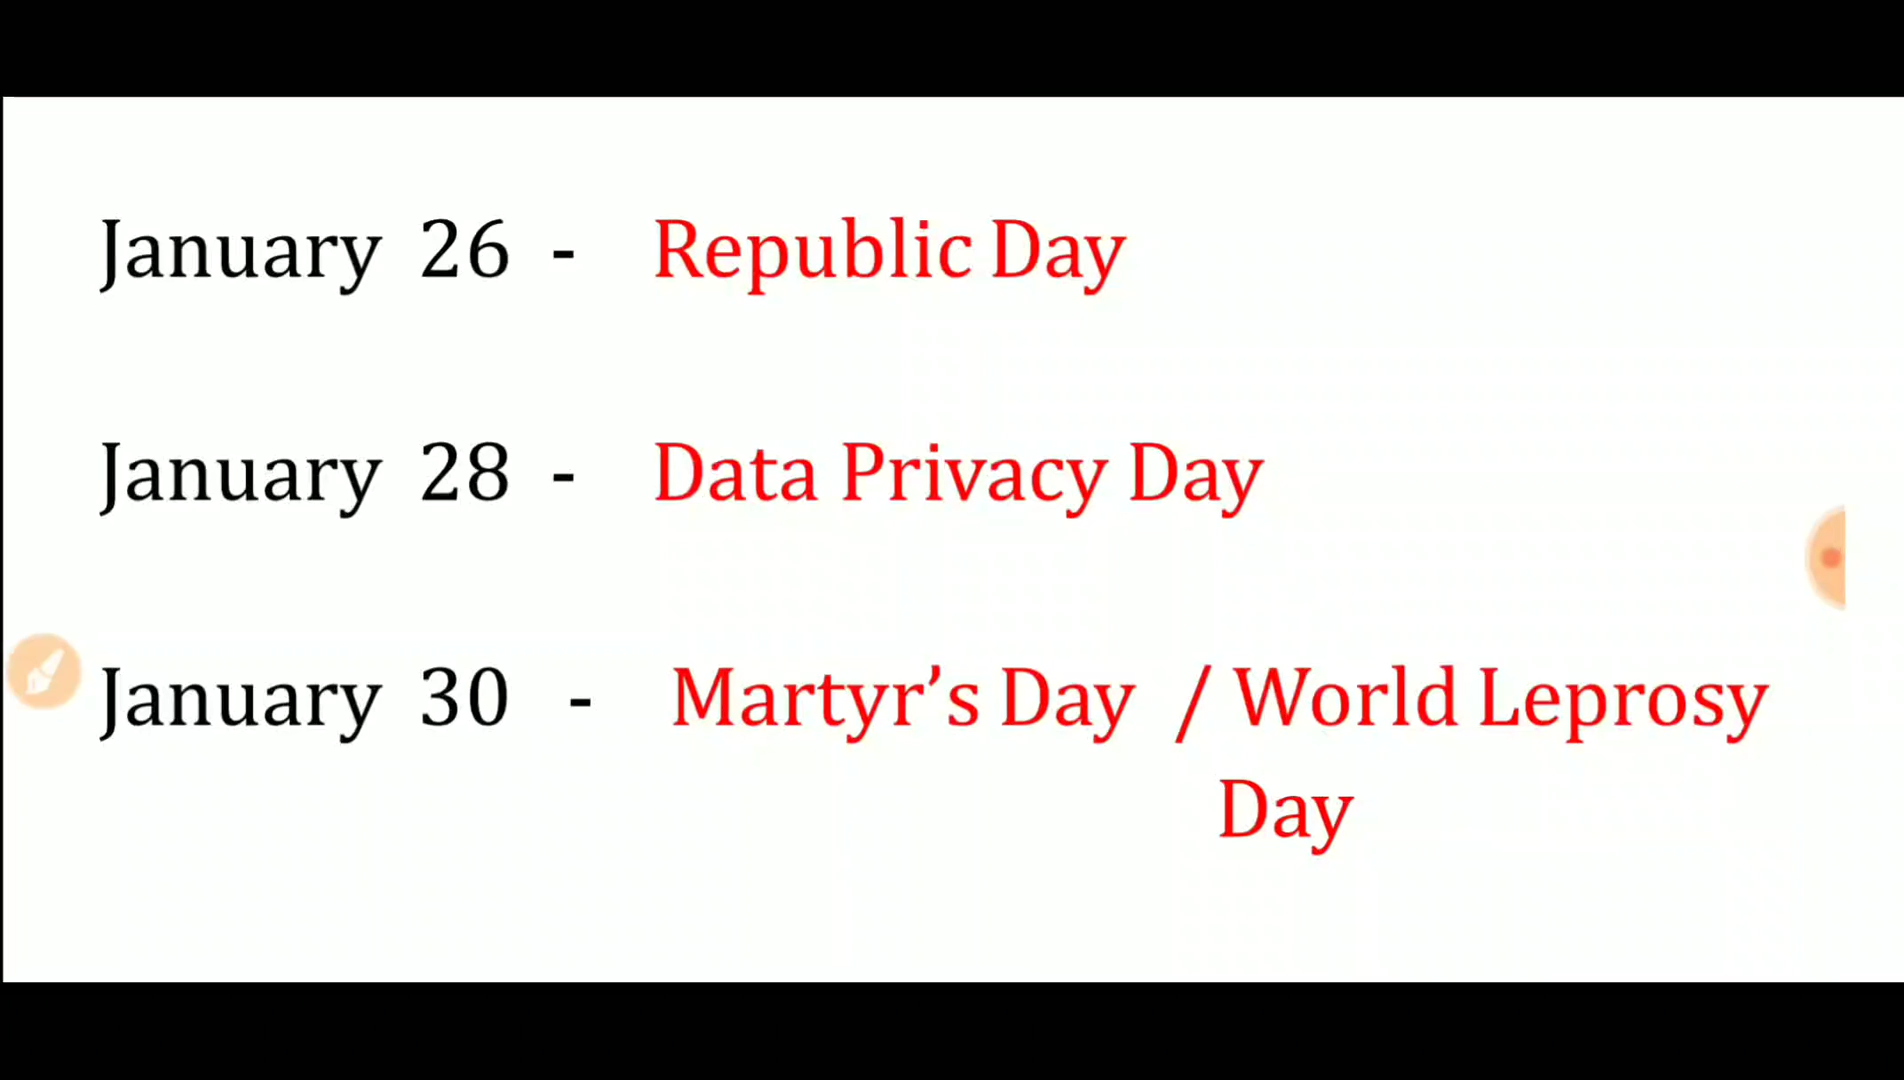 January 26 - Republic Day
January 28 - Data Privacy Day
January 30 - Martyr’s Day / World Leprosy
Day